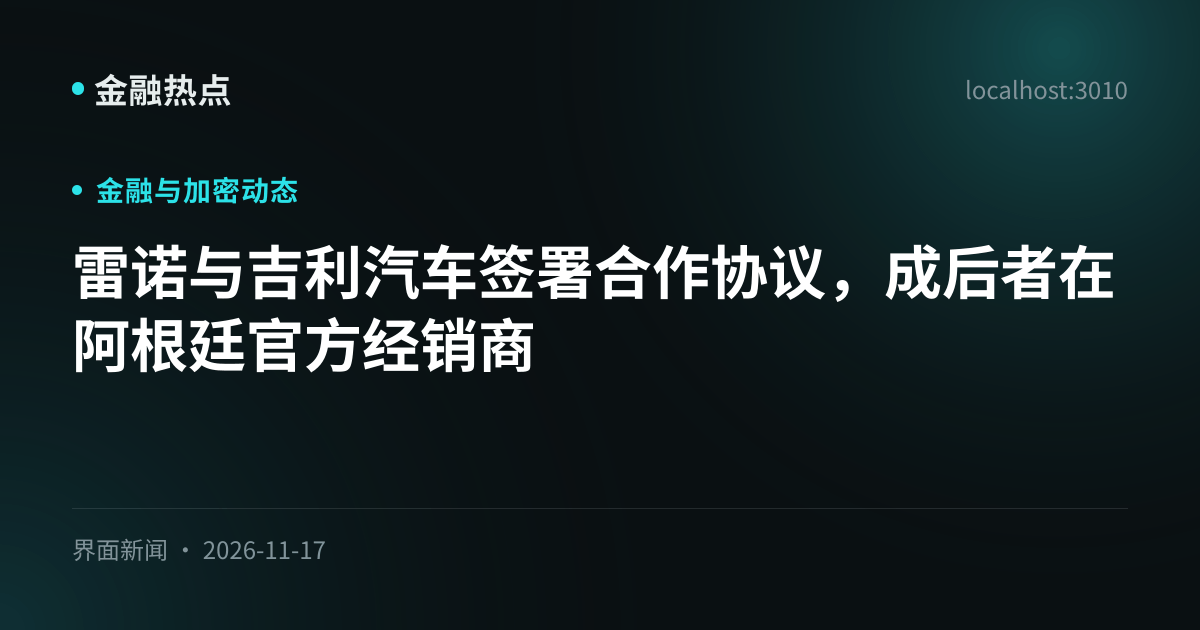 金融热点
localhost:3010
金融与加密动态
雷诺与吉利汽车签署合作协议，成后者在
阿根廷官方经销商
界面新闻 • 2026-11-17